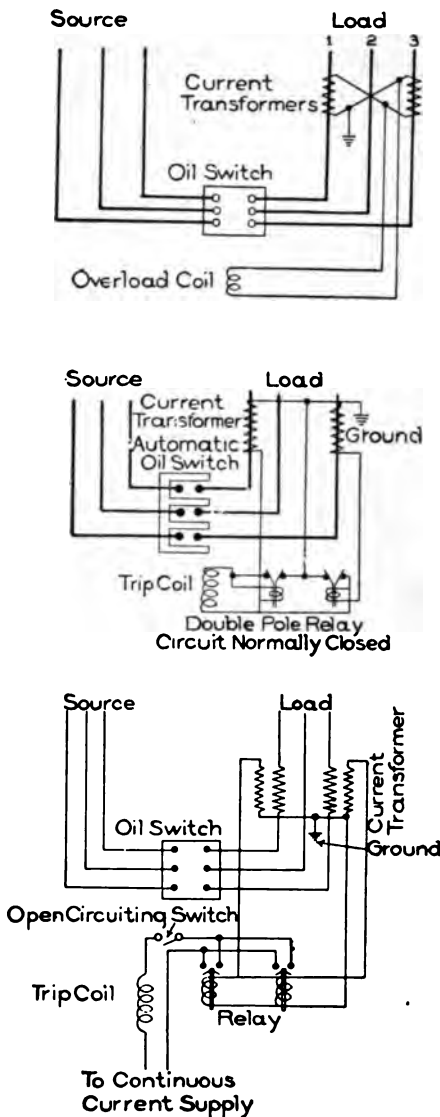 Source Load
1 2 3
Current
Transformers
Oil Switch
Overload Coil
Source Load
Current
Transformer
Ground
Automatic
Oil Switch
Trip Coil
Double Pole Relay
Circuit Normally Closed
Source Load
Current
Transformer
Oil Switch
Ground
Open Circuiting Switch
Trip Coil
Relay
To Continuous
Current Supply